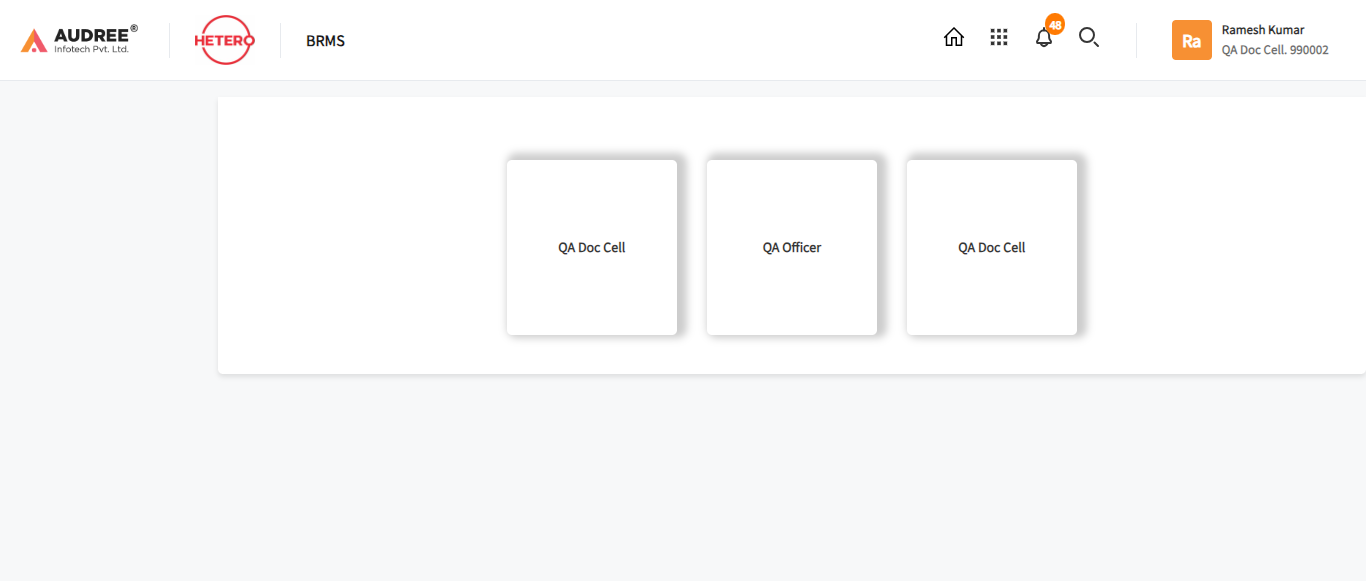 AUDREE®
Infotech Pvt. Ltd.
HETERO
BRMS
48
Ra
Ramesh Kumar
QA Doc Cell. 990002
QA Doc Cell
QA Officer
QA Doc Cell